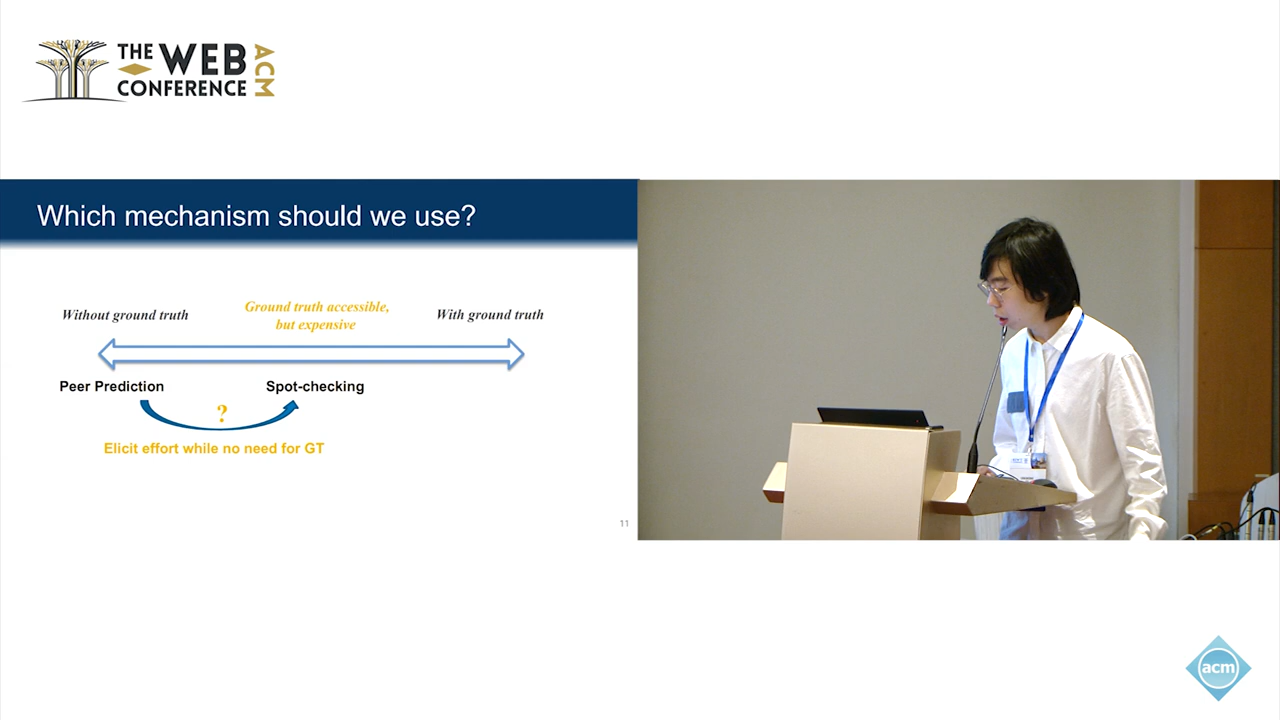 THE WEB
CONFERENCE
ACM
Which mechanism should we use?
Without ground truth
Ground truth accessible,
but expensive
With ground truth
Peer Prediction
Spot-checking
?
Elicit effort while no need for GT
11
acm